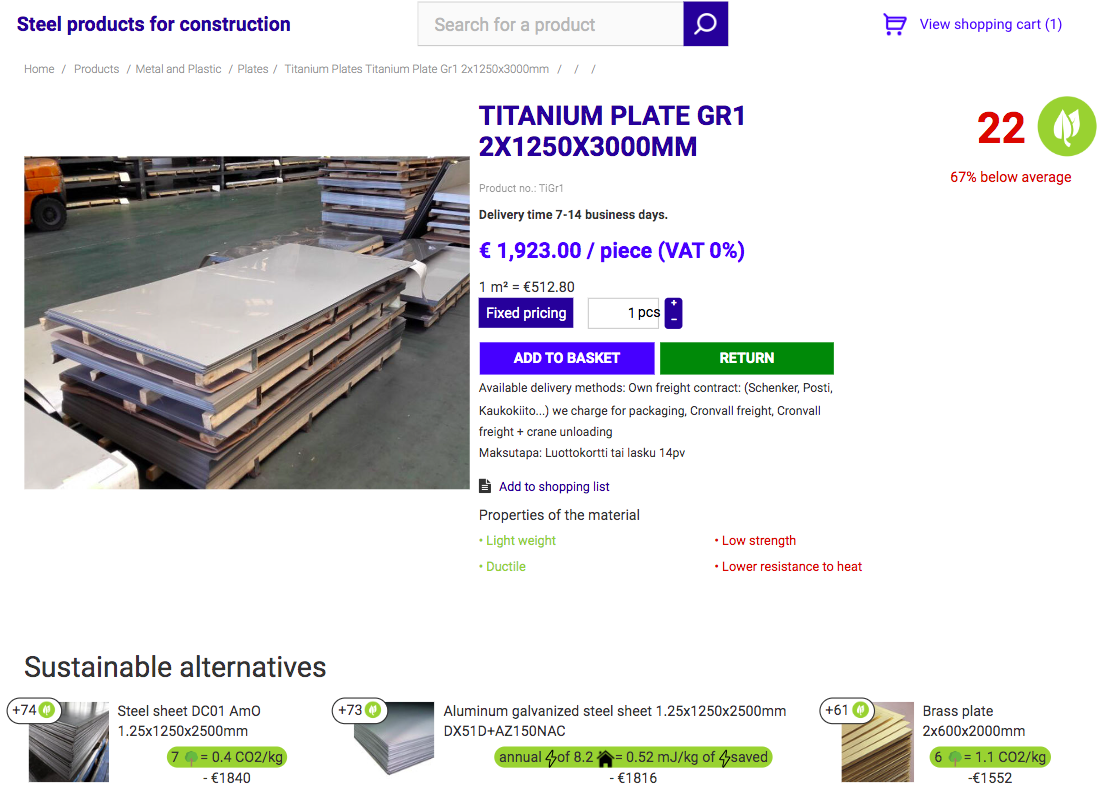 Steel products for construction
Search for a product
View shopping cart (1)
Home / Products / Metal and Plastic / Plates / Titanium Plates Titanium Plate Gr1 2x1250x3000mm / / /
TITANIUM PLATE GR1
2X1250X3000MM
22
67% below average
Product no.: TiGr1
Delivery time 7-14 business days.
€ 1,923.00 / piece (VAT 0%)
1 m² = €512.80
Fixed pricing
1 pcs
+
-
ADD TO BASKET
RETURN
Available delivery methods: Own freight contract: (Schenker, Posti,
Kaukokiito...) we charge for packaging, Cronvall freight, Cronvall
freight + crane unloading
Maksutapa: Luottokortti tai lasku 14pv
Add to shopping list
Properties of the material
• Light weight
• Low strength
• Ductile
• Lower resistance to heat
Sustainable alternatives
+74
Steel sheet DC01 AmO
1.25x1250x2500mm
7 = 0.4 CO2/kg
- €1840
+73
Aluminum galvanized steel sheet 1.25x1250x2500mm
DX51D+AZ150NAC
annual of 8.2 = 0.52 mJ/kg of saved
- €1816
+61
Brass plate
2x600x2000mm
6 = 1.1 CO2/kg
-€1552